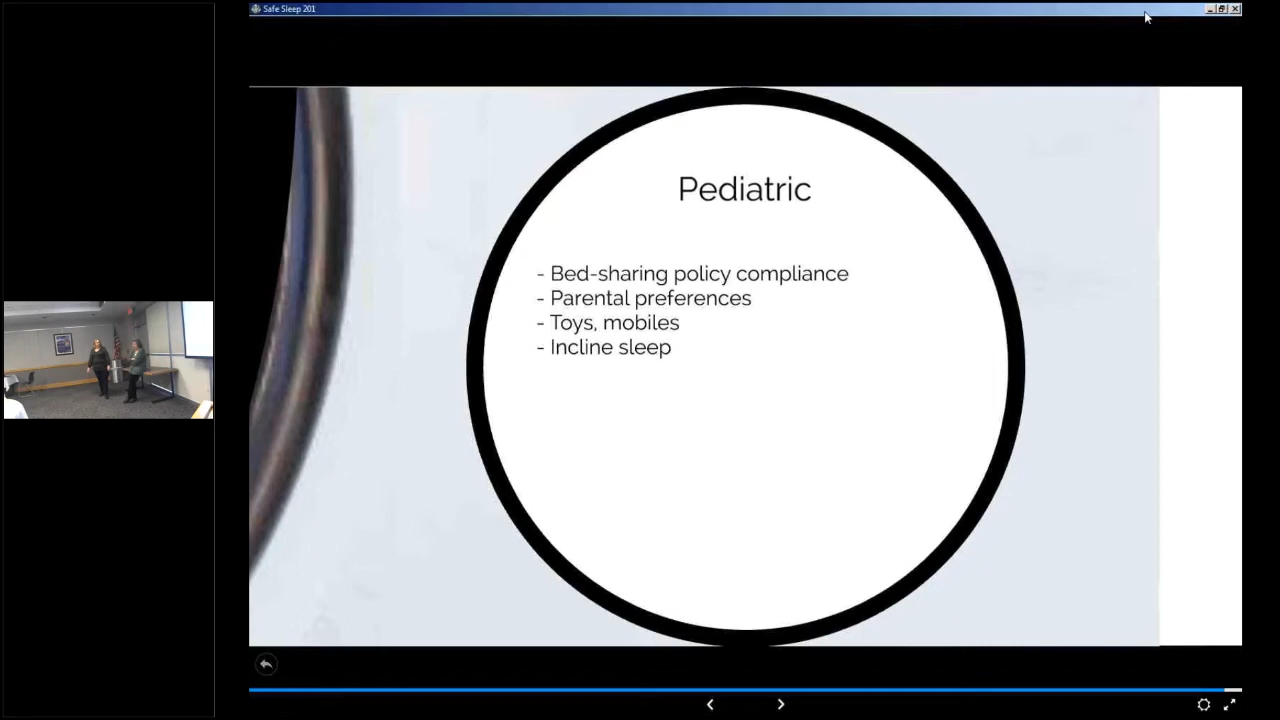 Safe Sleep 201
Pediatric
- Bed-sharing policy compliance
- Parental preferences
- Toys, mobiles
- Incline sleep